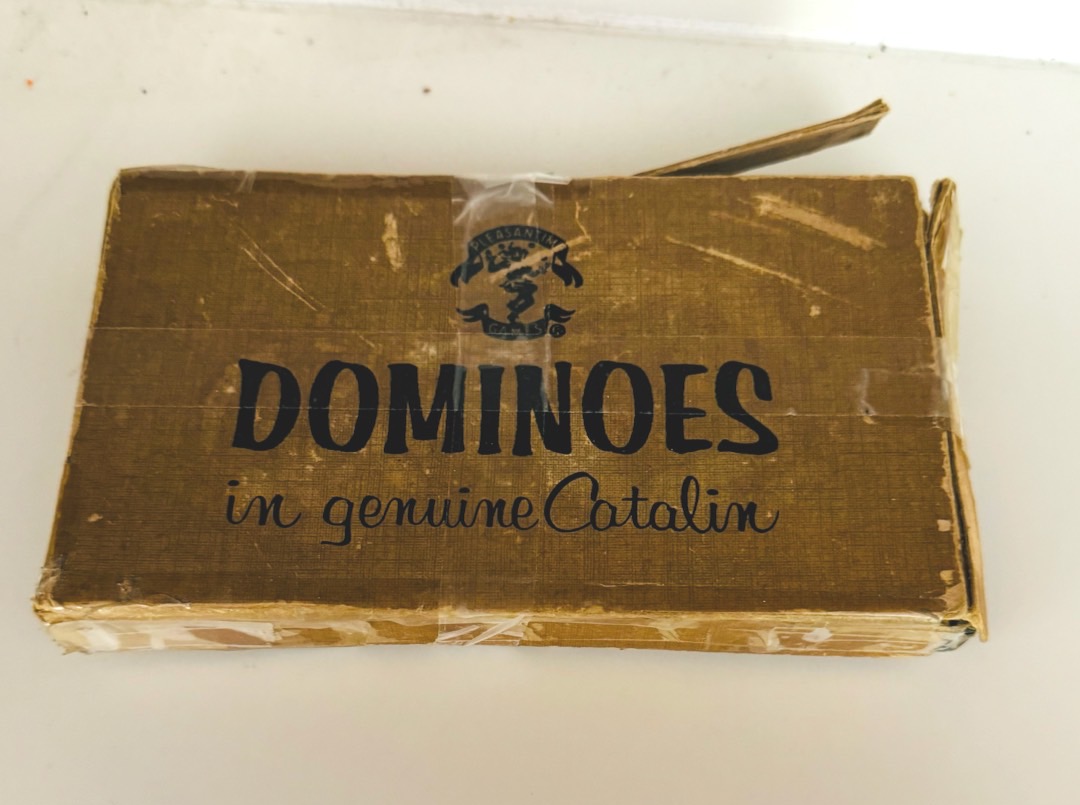 PLEASANTIME
GAMES ®
DOMINOES
in genuine Catalin